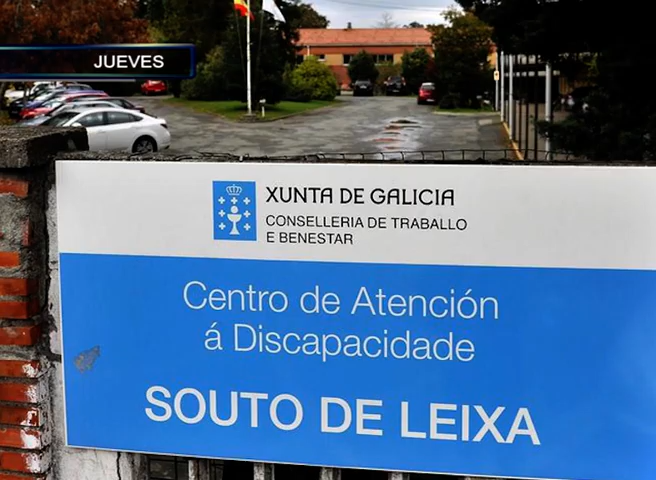 JUEVES
XUNTA DE GALICIA
CONSELLERIA DE TRABALLO
E BENESTAR
Centro de Atención
á Discapacidade
SOUTO DE LEIXA